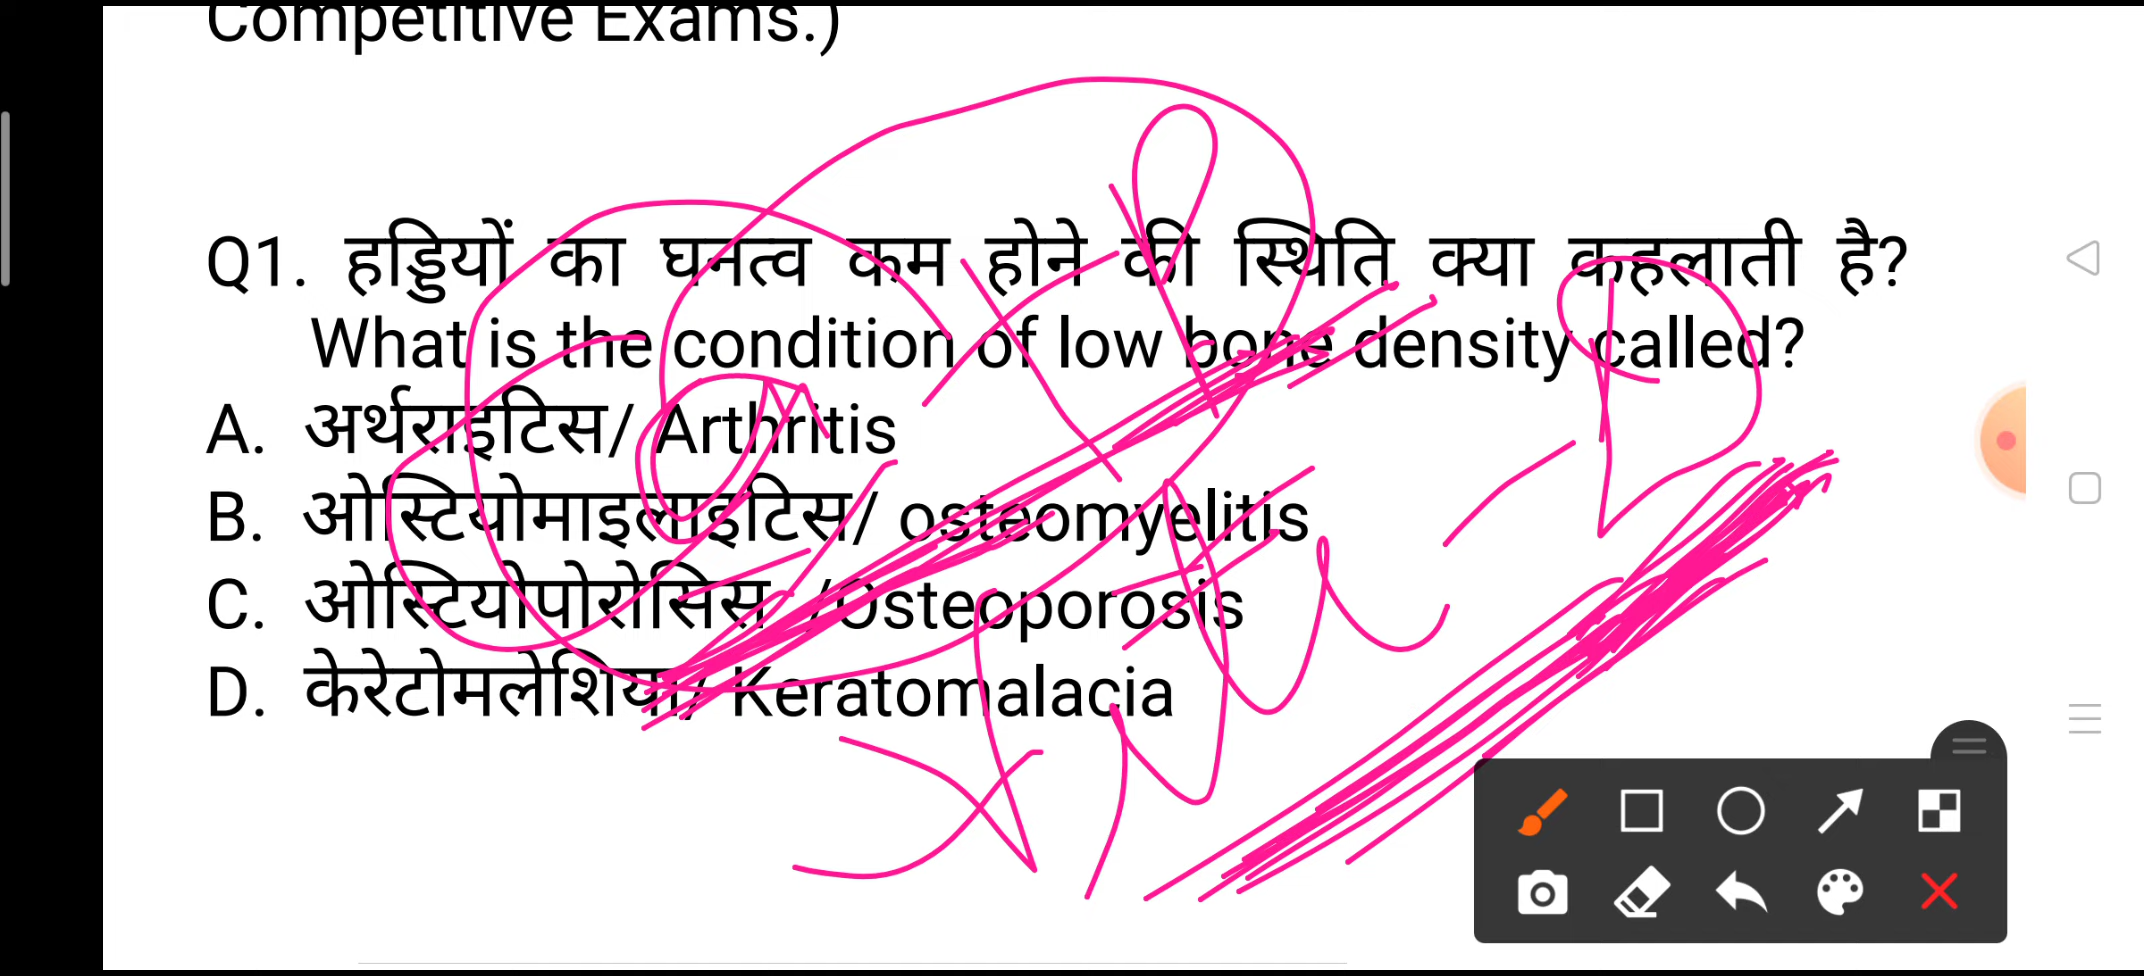 Competitive Exams.)
Q1. हड्डियों का घनत्व कम होने की स्थिति क्या कहलाती है?
What is the condition of low bone density called?
A. अर्थराइटिस/ Arthritis
B. ओस्टियोमाइलाइटिस/ osteomyelitis
C. ओस्टियोपोरोसिस /Osteoporosis
D. केरेटोमलेशिया/ Keratomalacia